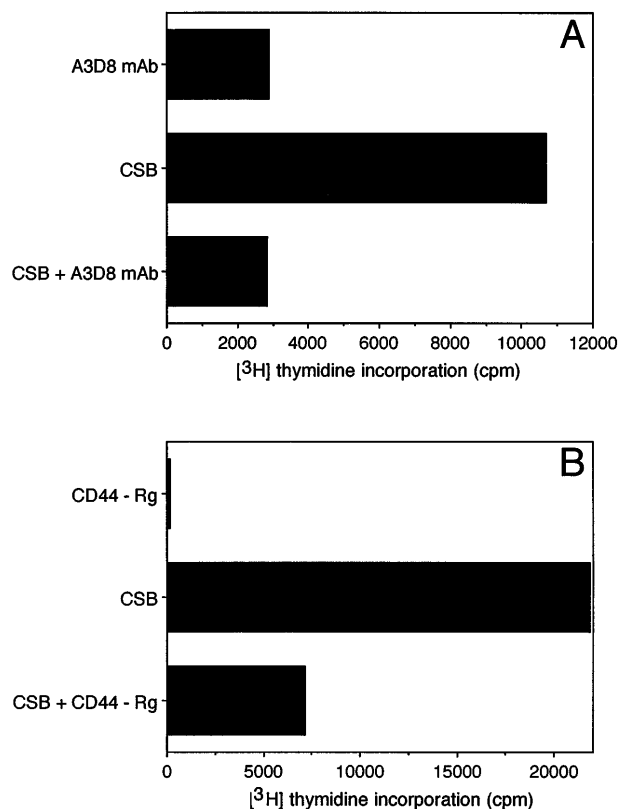 A
A3D8 mAb
CSB
CSB + A3D8 mAb
0 2000 4000 6000 8000 10000 12000
[3H] thymidine incorporation (cpm)
B
CD44 - Rg
CSB
CSB + CD44 - Rg
0 5000 10000 15000 20000
[3H] thymidine incorporation (cpm)